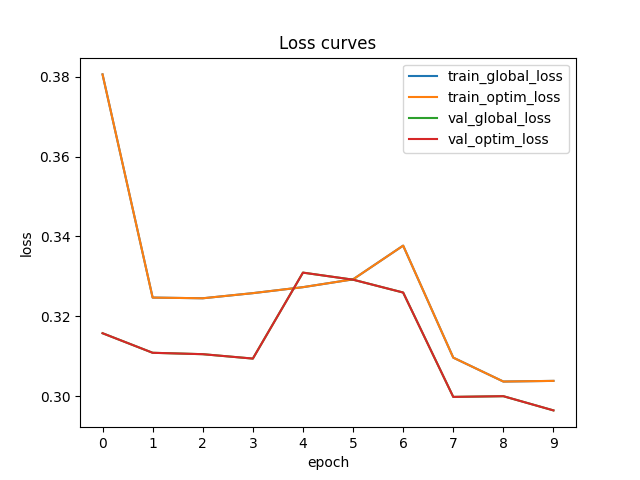 Loss curves
train_global_loss
train_optim_loss
val_global_loss
val_optim_loss
0.38
0.36
0.34
0.32
0.30
loss
0 1 2 3 4 5 6 7 8 9
epoch